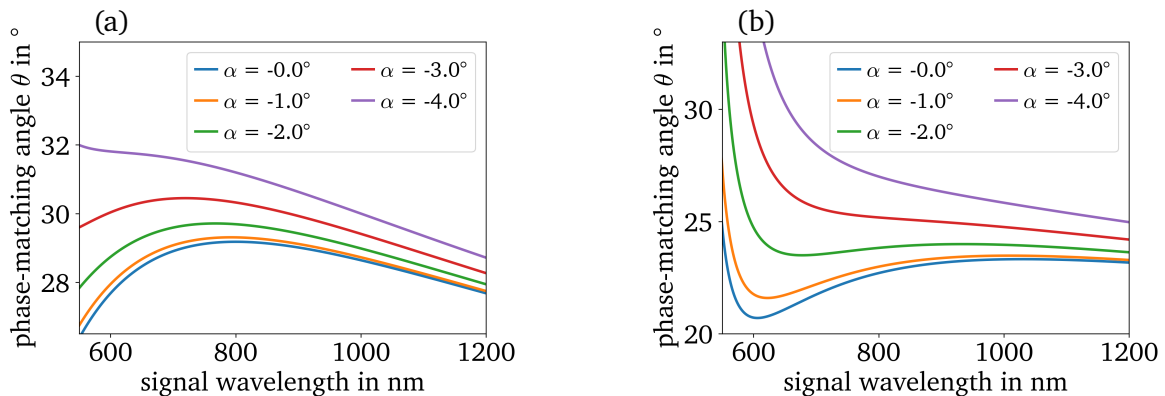 (a)
phase-matching angle θ in °
34
32
30
28
α = -0.0°
α = -1.0°
α = -2.0°
α = -3.0°
α = -4.0°
600
800
1000
1200
signal wavelength in nm
(b)
phase-matching angle θ in °
30
25
20
α = -0.0°
α = -1.0°
α = -2.0°
α = -3.0°
α = -4.0°
600
800
1000
1200
signal wavelength in nm